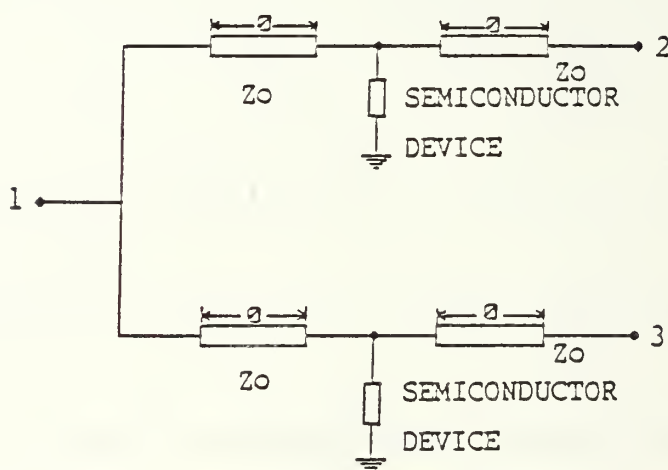 Ø Ø
2
Zo Zo
SEMICONDUCTOR
DEVICE
1
Ø Ø
3
Zo Zo
SEMICONDUCTOR
DEVICE